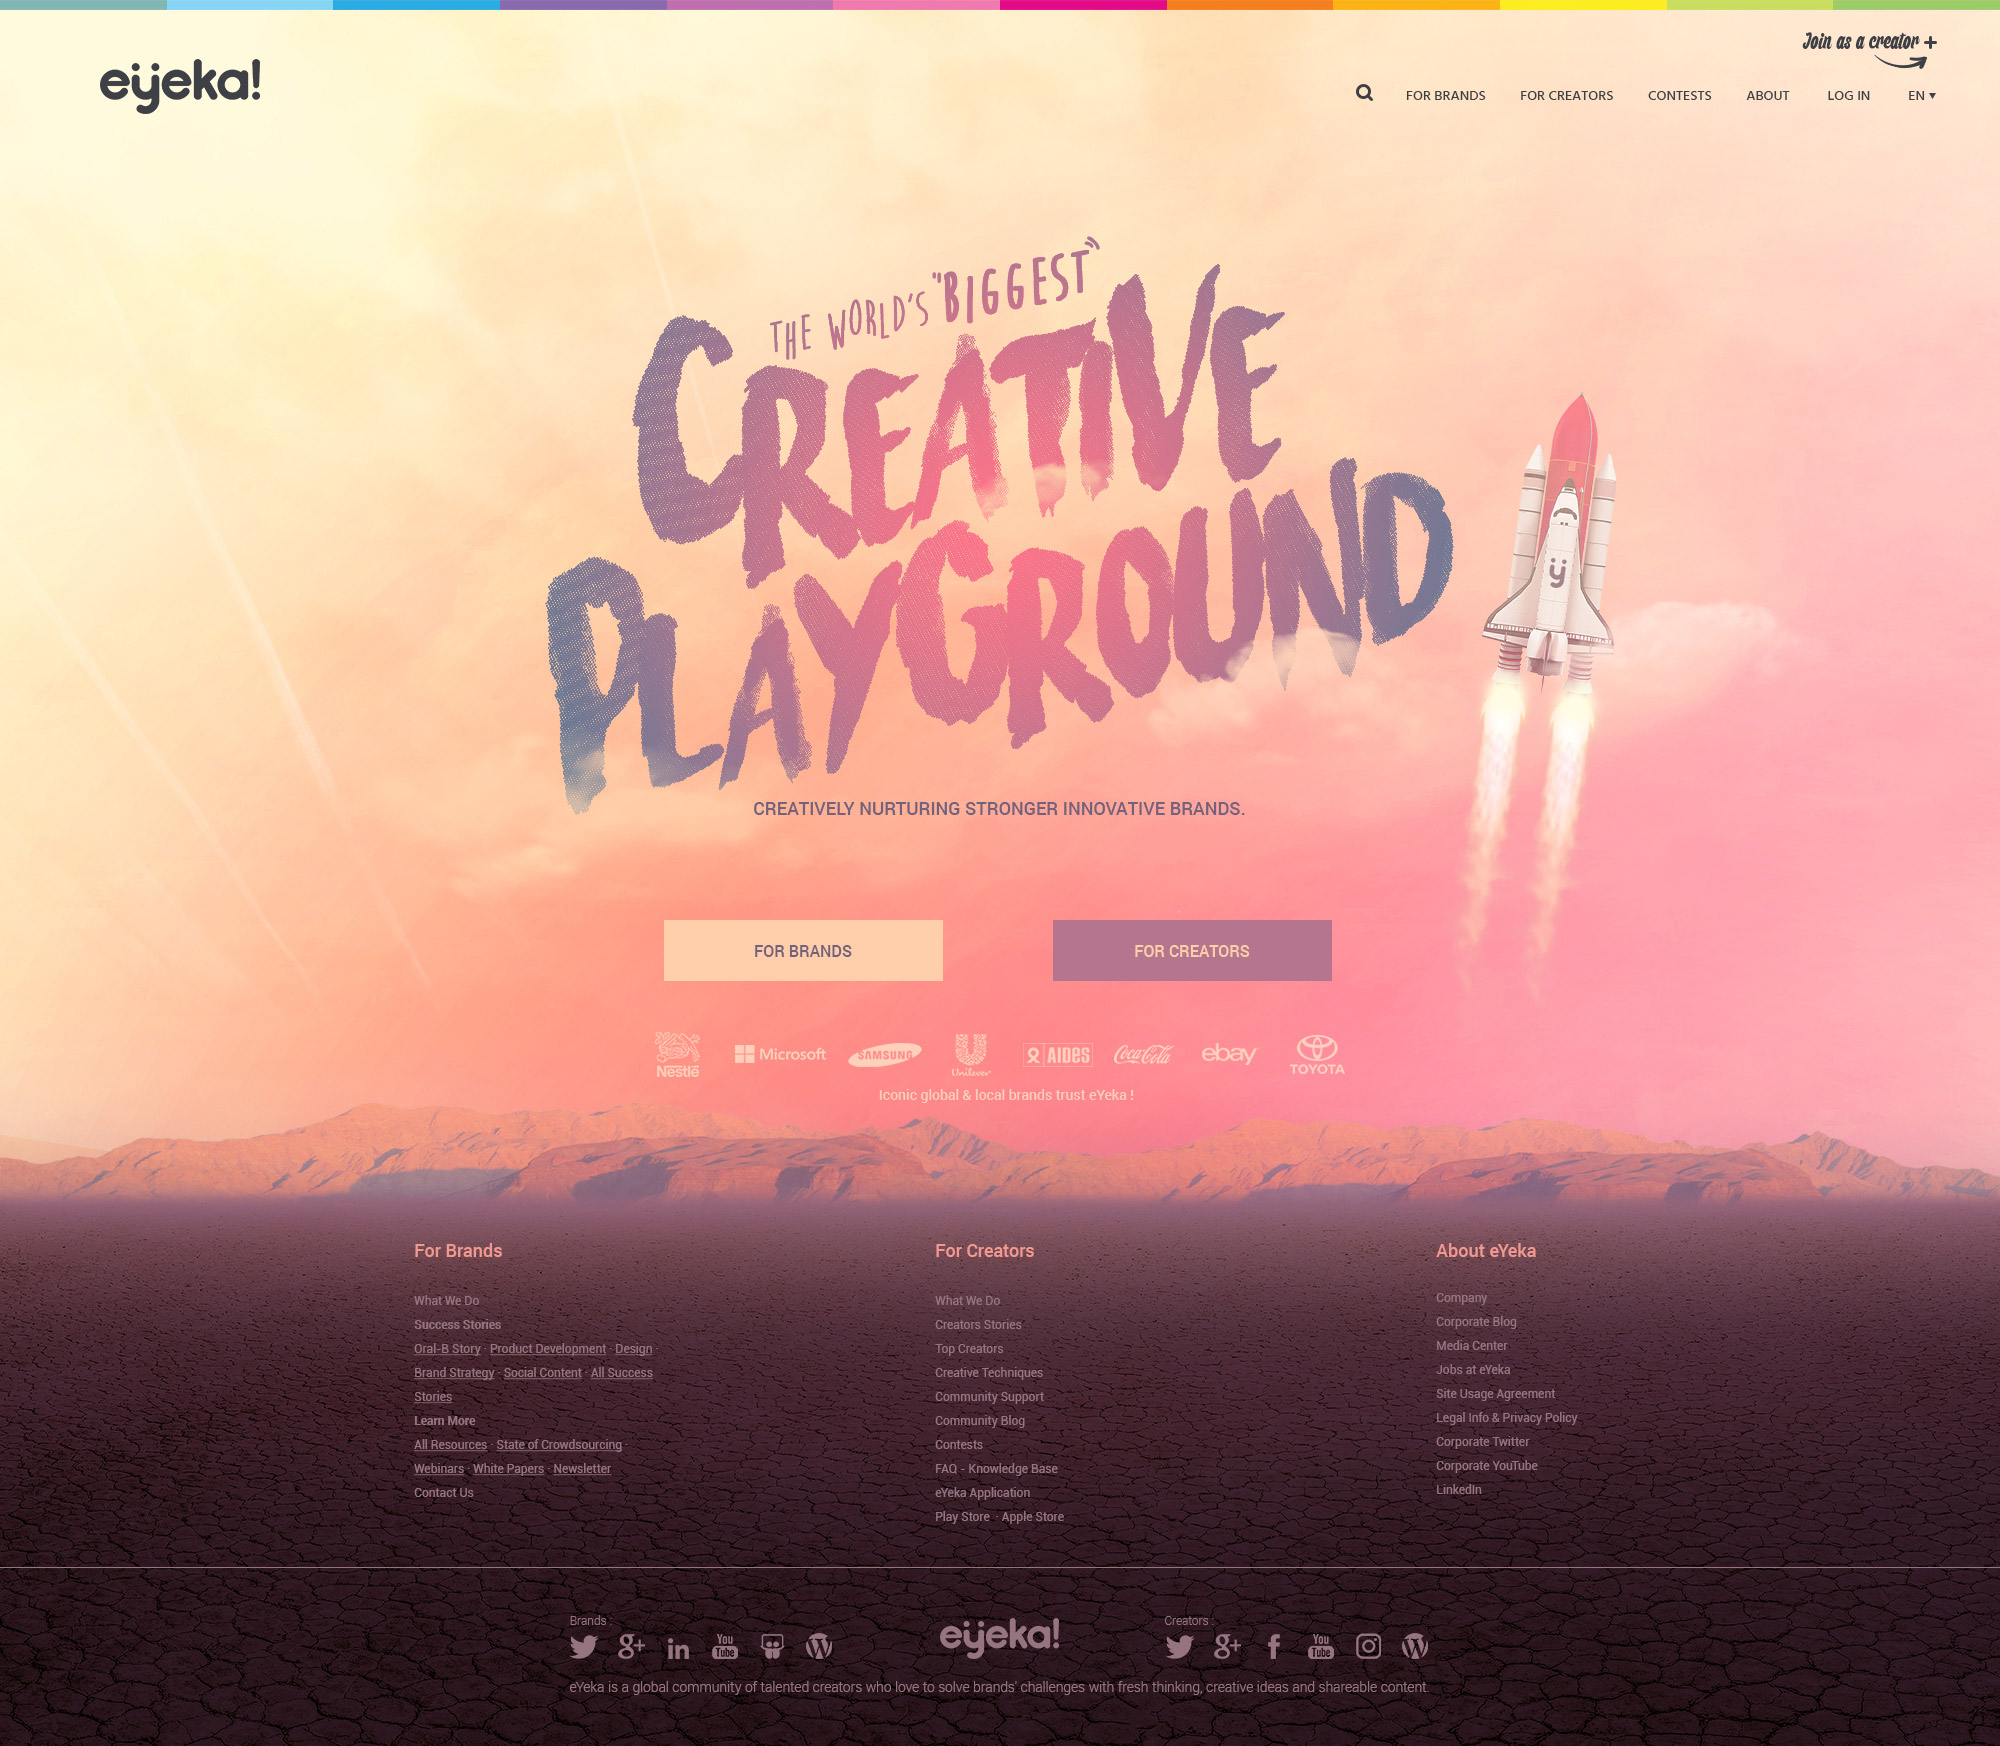 Join as a creator +
eyeka!
FOR BRANDS FOR CREATORS CONTESTS ABOUT LOG IN EN
THE WORLD'S "BIGGEST"
CREATIVE
PLAYGROUND
ÿ
CREATIVELY NURTURING STRONGER INNOVATIVE BRANDS.
FOR BRANDS FOR CREATORS
Nestlé Microsoft SAMSUNG Unilever AIDES Coca-Cola ebay TOYOTA
Iconic global & local brands trust eYeka !
For Brands
What We Do
Success Stories
Oral-B Story · Product Development · Design ·
Brand Strategy · Social Content · All Success
Stories
Learn More
All Resources · State of Crowdsourcing ·
Webinars · White Papers · Newsletter
Contact Us
For Creators
What We Do
Creators Stories
Top Creators
Creative Techniques
Community Support
Community Blog
Contests
FAQ - Knowledge Base
eYeka Application
Play Store · Apple Store
About eYeka
Company
Corporate Blog
Media Center
Jobs at eYeka
Site Usage Agreement
Legal Info & Privacy Policy
Corporate Twitter
Corporate YouTube
LinkedIn
Brands :
g+ in You Tube W
eyeka!
Creators :
g+ f You Tube W
eYeka is a global community of talented creators who love to solve brands' challenges with fresh thinking, creative ideas and shareable content.